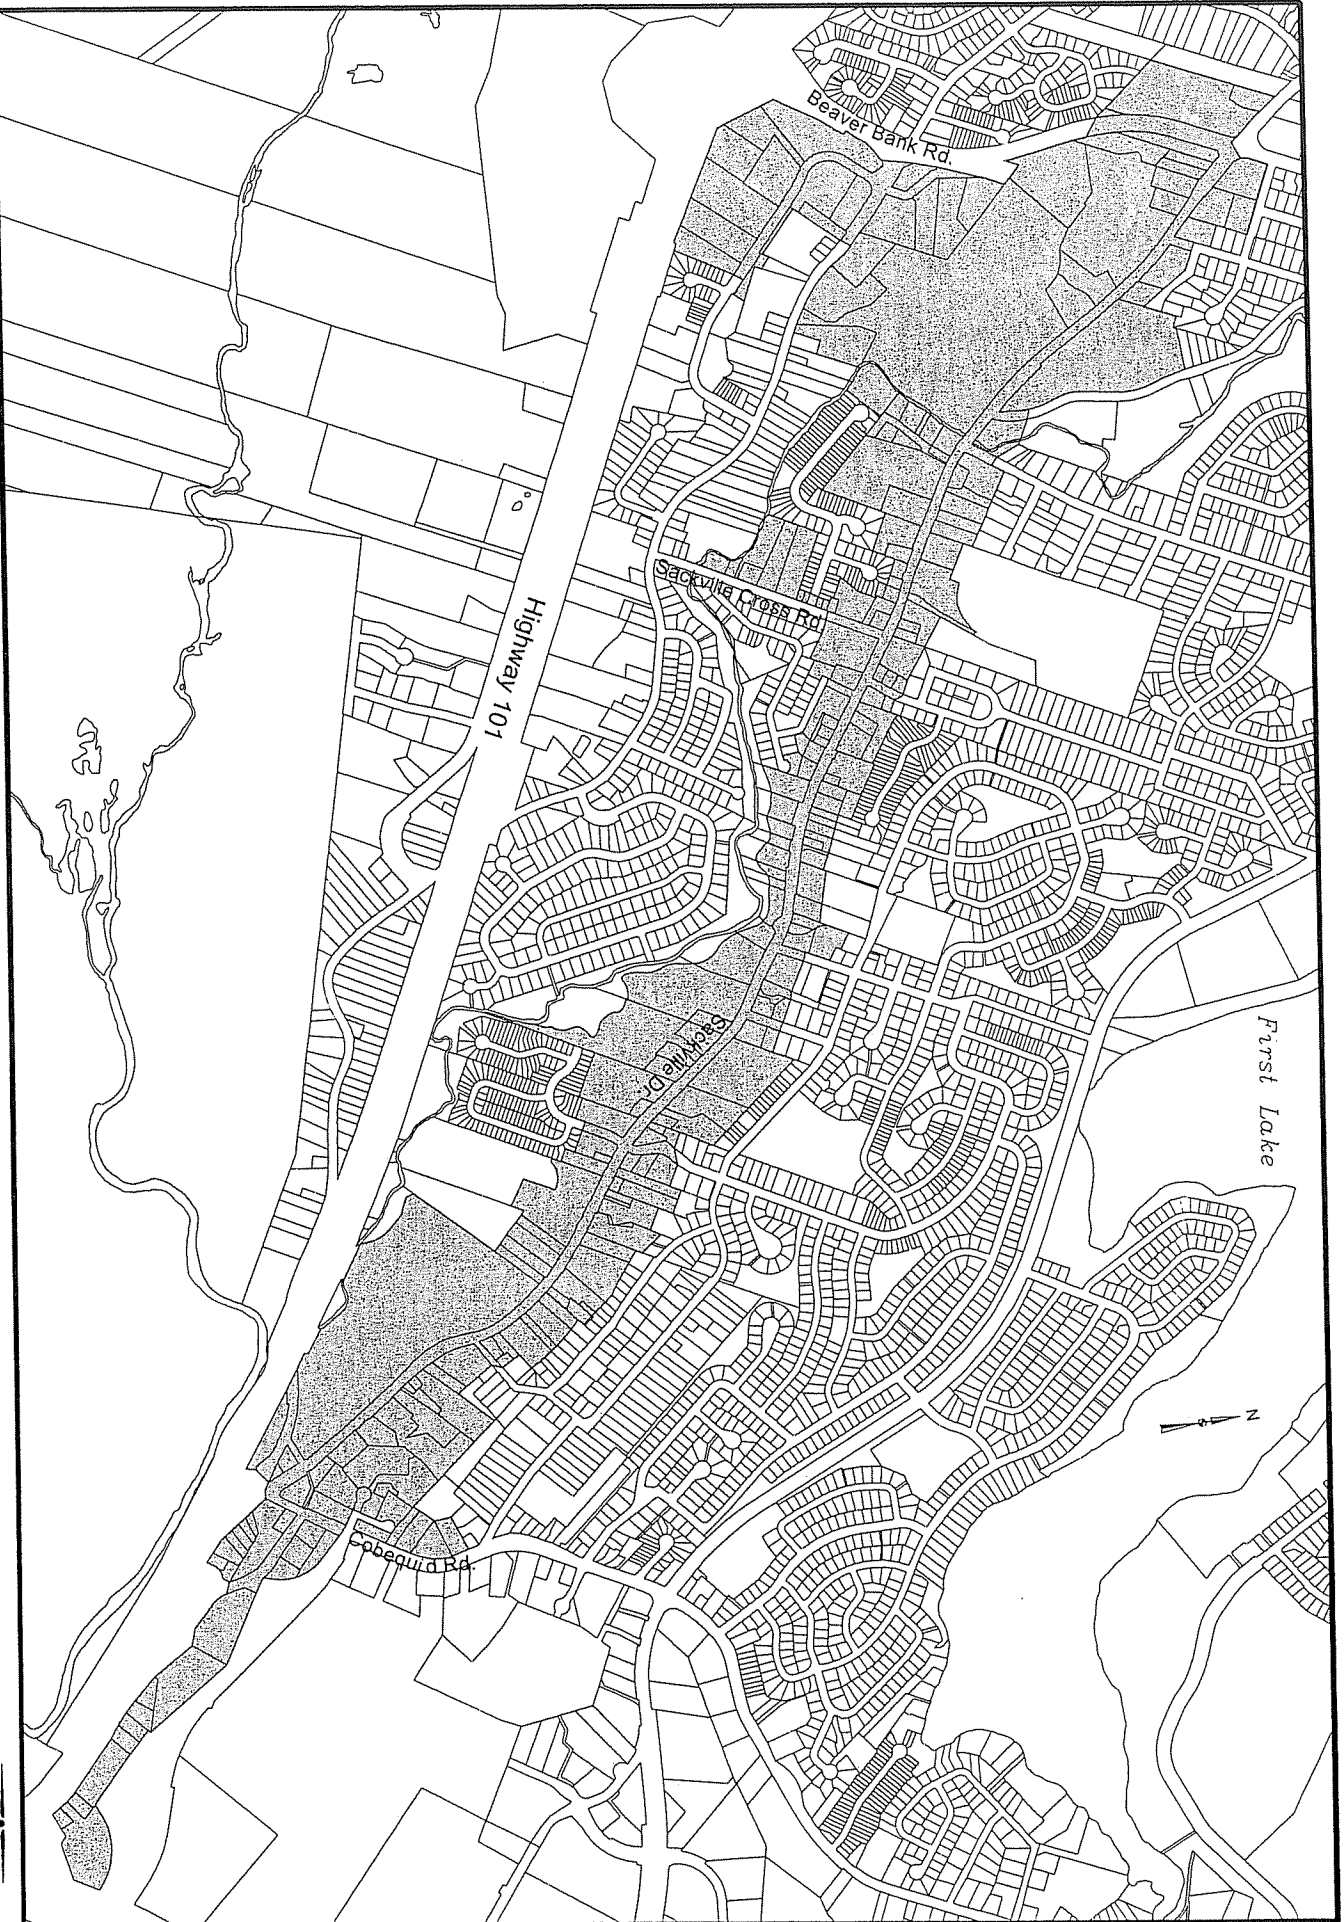 Beaver Bank Rd.
Sackville Cross Rd
Highway 101
First Lake
Sackville Dr.
N
Cobequid Rd.